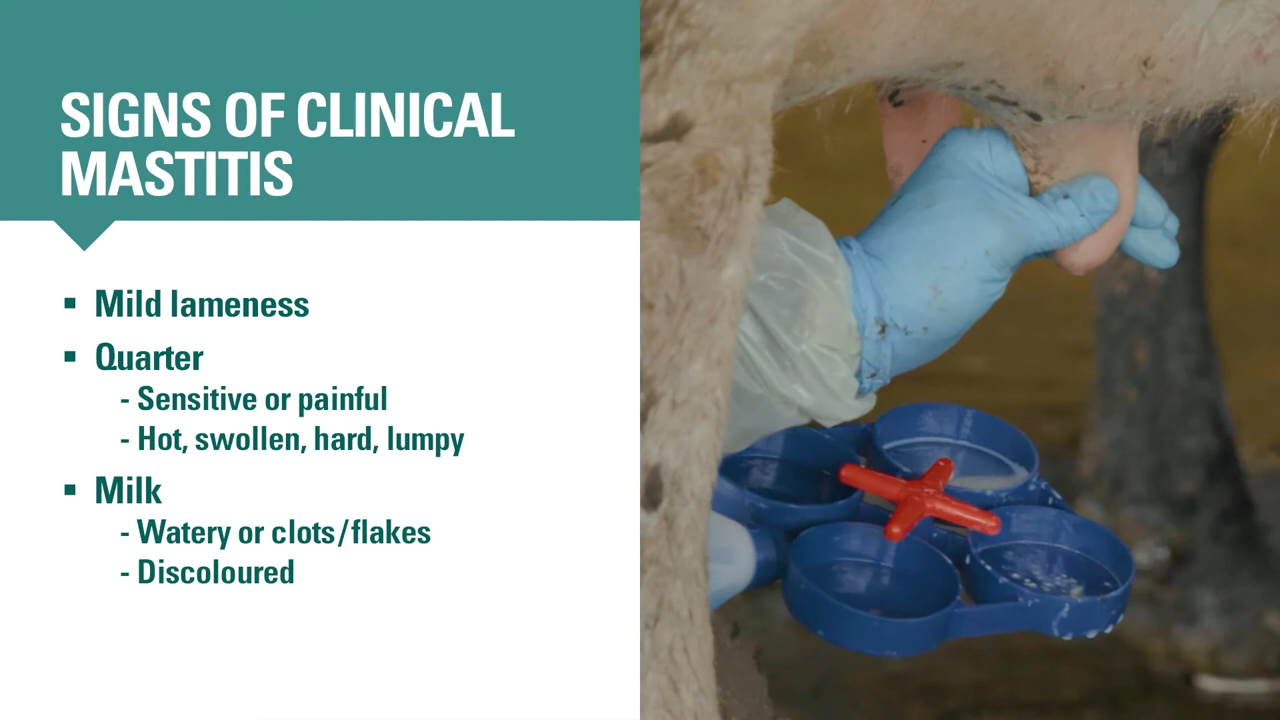 SIGNS OF CLINICAL
MASTITIS
▪ Mild lameness
▪ Quarter
- Sensitive or painful
- Hot, swollen, hard, lumpy
▪ Milk
- Watery or clots/flakes
- Discoloured